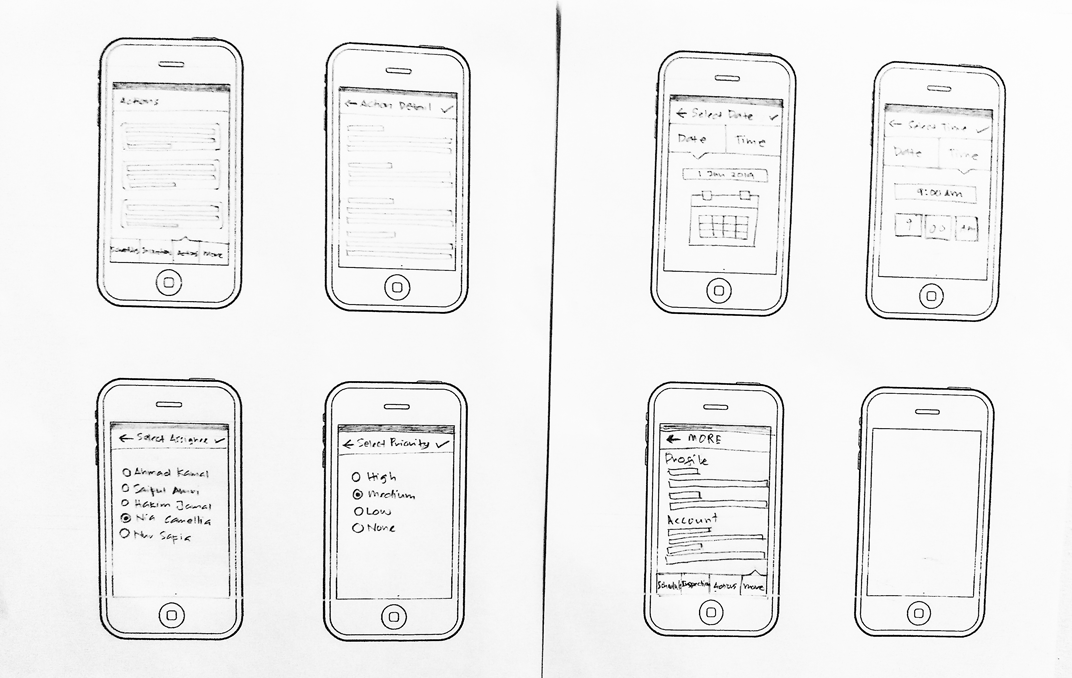 Actions
Inspection Actions More
← Action Detail ✓
← Select Date ✓
Date Time
1 Jan 2019
← Select Time ✓
Date Time
9:00 AM
9 00 AM
← Select Assignee ✓
Ahmad Kamal
Saiful Amri
Hakim Jamal
Nia Camellia
Nur Sapia
← Select Priority ✓
High
Medium
Low
None
← MORE
Profile
Account
Schedule Inspection Actions More